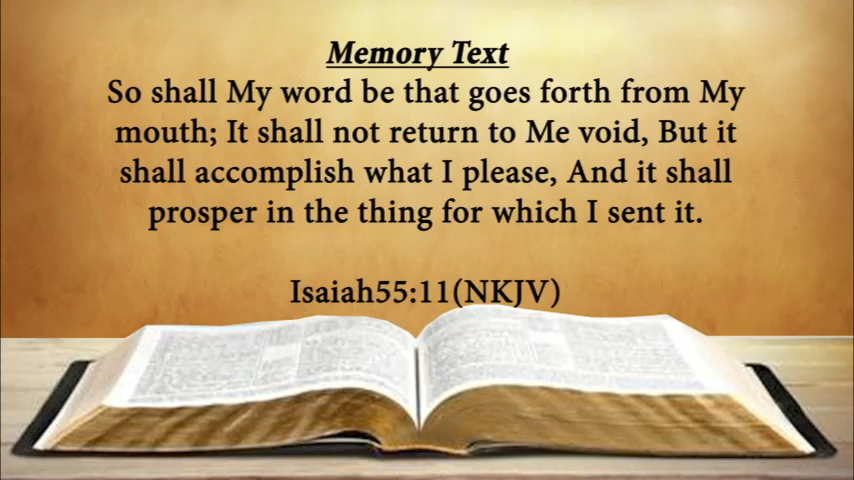 Memory Text
So shall My word be that goes forth from My
mouth; It shall not return to Me void, But it
shall accomplish what I please, And it shall
prosper in the thing for which I sent it.
Isaiah55:11(NKJV)